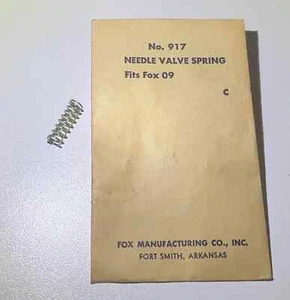 No. 917
NEEDLE VALVE SPRING
Fits Fox 09
C
FOX MANUFACTURING CO., INC.
FORT SMITH, ARKANSAS